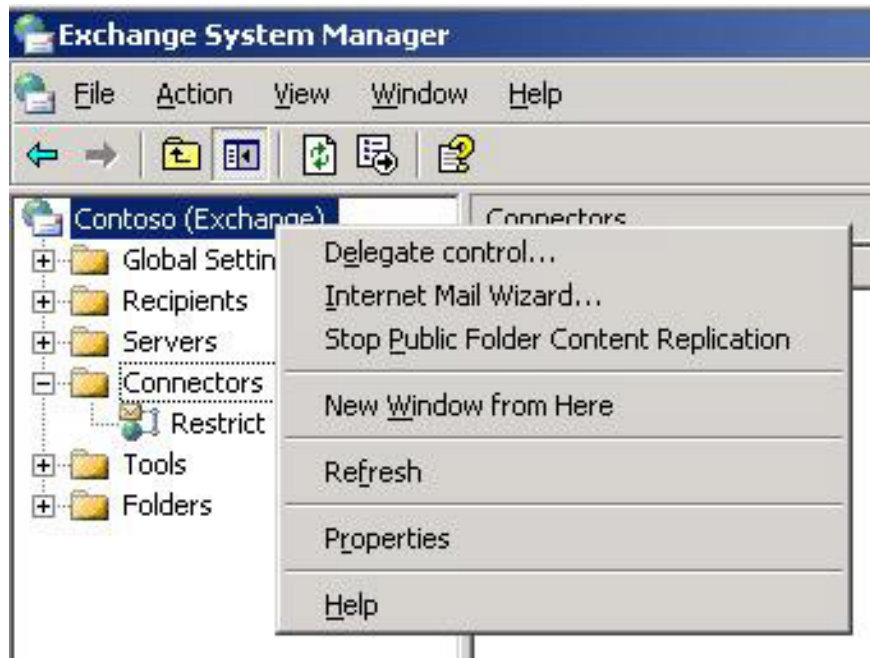 Exchange System Manager
File Action View Window Help
Contoso (Exchange)
Connectors
Global Settin
Recipients
Servers
Connectors
Restrict
Tools
Folders
Delegate control...
Internet Mail Wizard...
Stop Public Folder Content Replication
New Window from Here
Refresh
Properties
Help